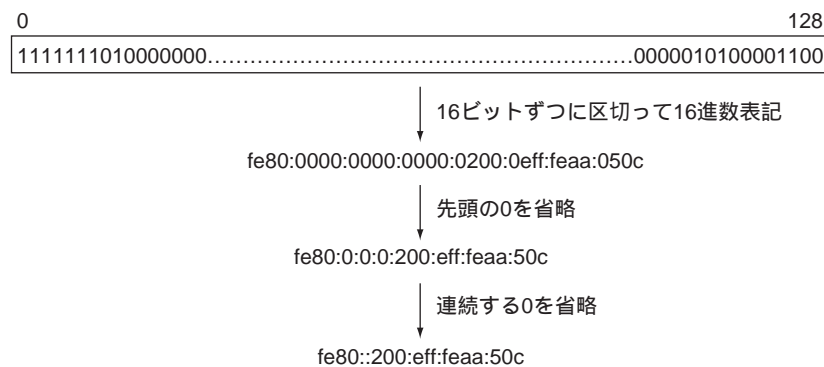 0 128
1111111010000000……………………………………………………0000010100001100
16ビットずつに区切って16進数表記
fe80:0000:0000:0000:0200:0eff:feaa:050c
先頭の0を省略
fe80:0:0:0:200:eff:feaa:50c
連続する0を省略
fe80::200:eff:feaa:50c